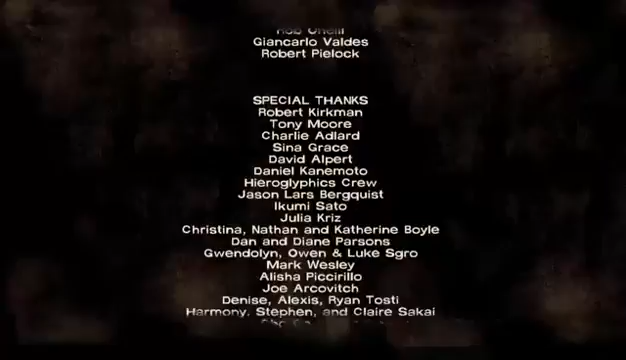 Giancarlo Valdes
Robert Pielock
SPECIAL THANKS
Robert Kirkman
Tony Moore
Charlie Adlard
Sina Grace
David Alpert
Daniel Kanemoto
Hieroglyphics Crew
Jason Lars Bergquist
Ikumi Sato
Julia Kriz
Christina, Nathan and Katherine Boyle
Dan and Diane Parsons
Gwendolyn, Owen & Luke Sgro
Mark Wesley
Alisha Piccirillo
Joe Arcovitch
Denise, Alexis, Ryan Tosti
Harmony, Stephen, and Claire Sakai